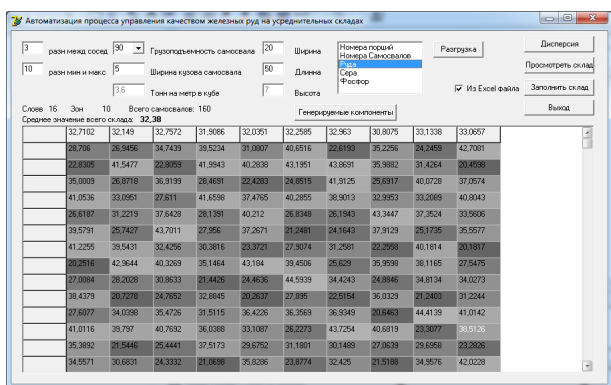 Автоматизация процесса управления качеством железных руд на усреднительных складах
3 разн межд сосед 90 Грузоподъемность самосвала 20 Ширина
10 разн мин и макс 5 Ширина кузова самосвала 50 Длинна
3,6 Тонн на метр в кубе 7 Высота
Номера порций
Номера Самосвалов
Руда
Сера
Фосфор
Разгрузка
Из Excel файла
Дисперсия
Просмотреть склад
Заполнить склад
Выход
Слоев 16 Зон 10 Всего самосвалов: 160
Среднее значение всего склада: 32,38
Генерируемые компоненты
32,7102 32,149 32,7572 31,9086 32,0351 32,2585 32,963 30,8075 33,1338 33,0657
28,706 26,9456 34,7439 39,5234 31,0807 40,6516 22,6193 35,2256 24,2459 42,7081
22,8305 41,5477 22,8059 41,9943 40,2838 43,1951 43,8691 35,9882 31,4264 20,4598
35,0009 26,8718 36,9199 28,4691 22,4283 24,8515 41,9125 25,6917 40,0728 37,0574
41,0536 33,0951 27,611 41,6598 37,4765 40,2855 38,9013 32,9953 33,2089 40,8043
26,6187 31,2219 37,6428 28,1391 40,212 26,8348 26,1943 43,3447 37,3524 33,5606
39,5791 25,7427 43,7011 27,956 37,2671 21,2481 24,1643 37,9129 25,1735 35,5577
41,2255 39,5431 32,4256 30,3816 23,3721 27,9074 31,2581 22,2558 40,1814 20,1817
20,2516 42,9644 40,3269 35,1464 43,184 39,4506 25,629 35,9598 38,1165 27,5475
27,0084 28,2028 30,8633 21,4426 24,4636 44,5939 34,4243 24,8846 34,8134 34,0273
38,4379 20,7278 24,7652 32,8845 20,2637 27,895 22,5154 36,0329 21,2403 31,2244
27,6077 34,0398 35,4726 31,5115 36,4226 36,3569 36,9349 20,6463 44,4139 41,0142
41,0116 39,797 40,7692 36,0388 33,1087 26,2273 43,7254 40,6819 23,3077 38,5126
35,3892 21,5446 25,4441 37,5173 29,6752 31,1801 30,1489 27,0639 29,6958 23,2826
34,5571 30,6831 24,3332 21,0698 35,8286 23,8774 32,425 21,5188 34,9576 42,0228